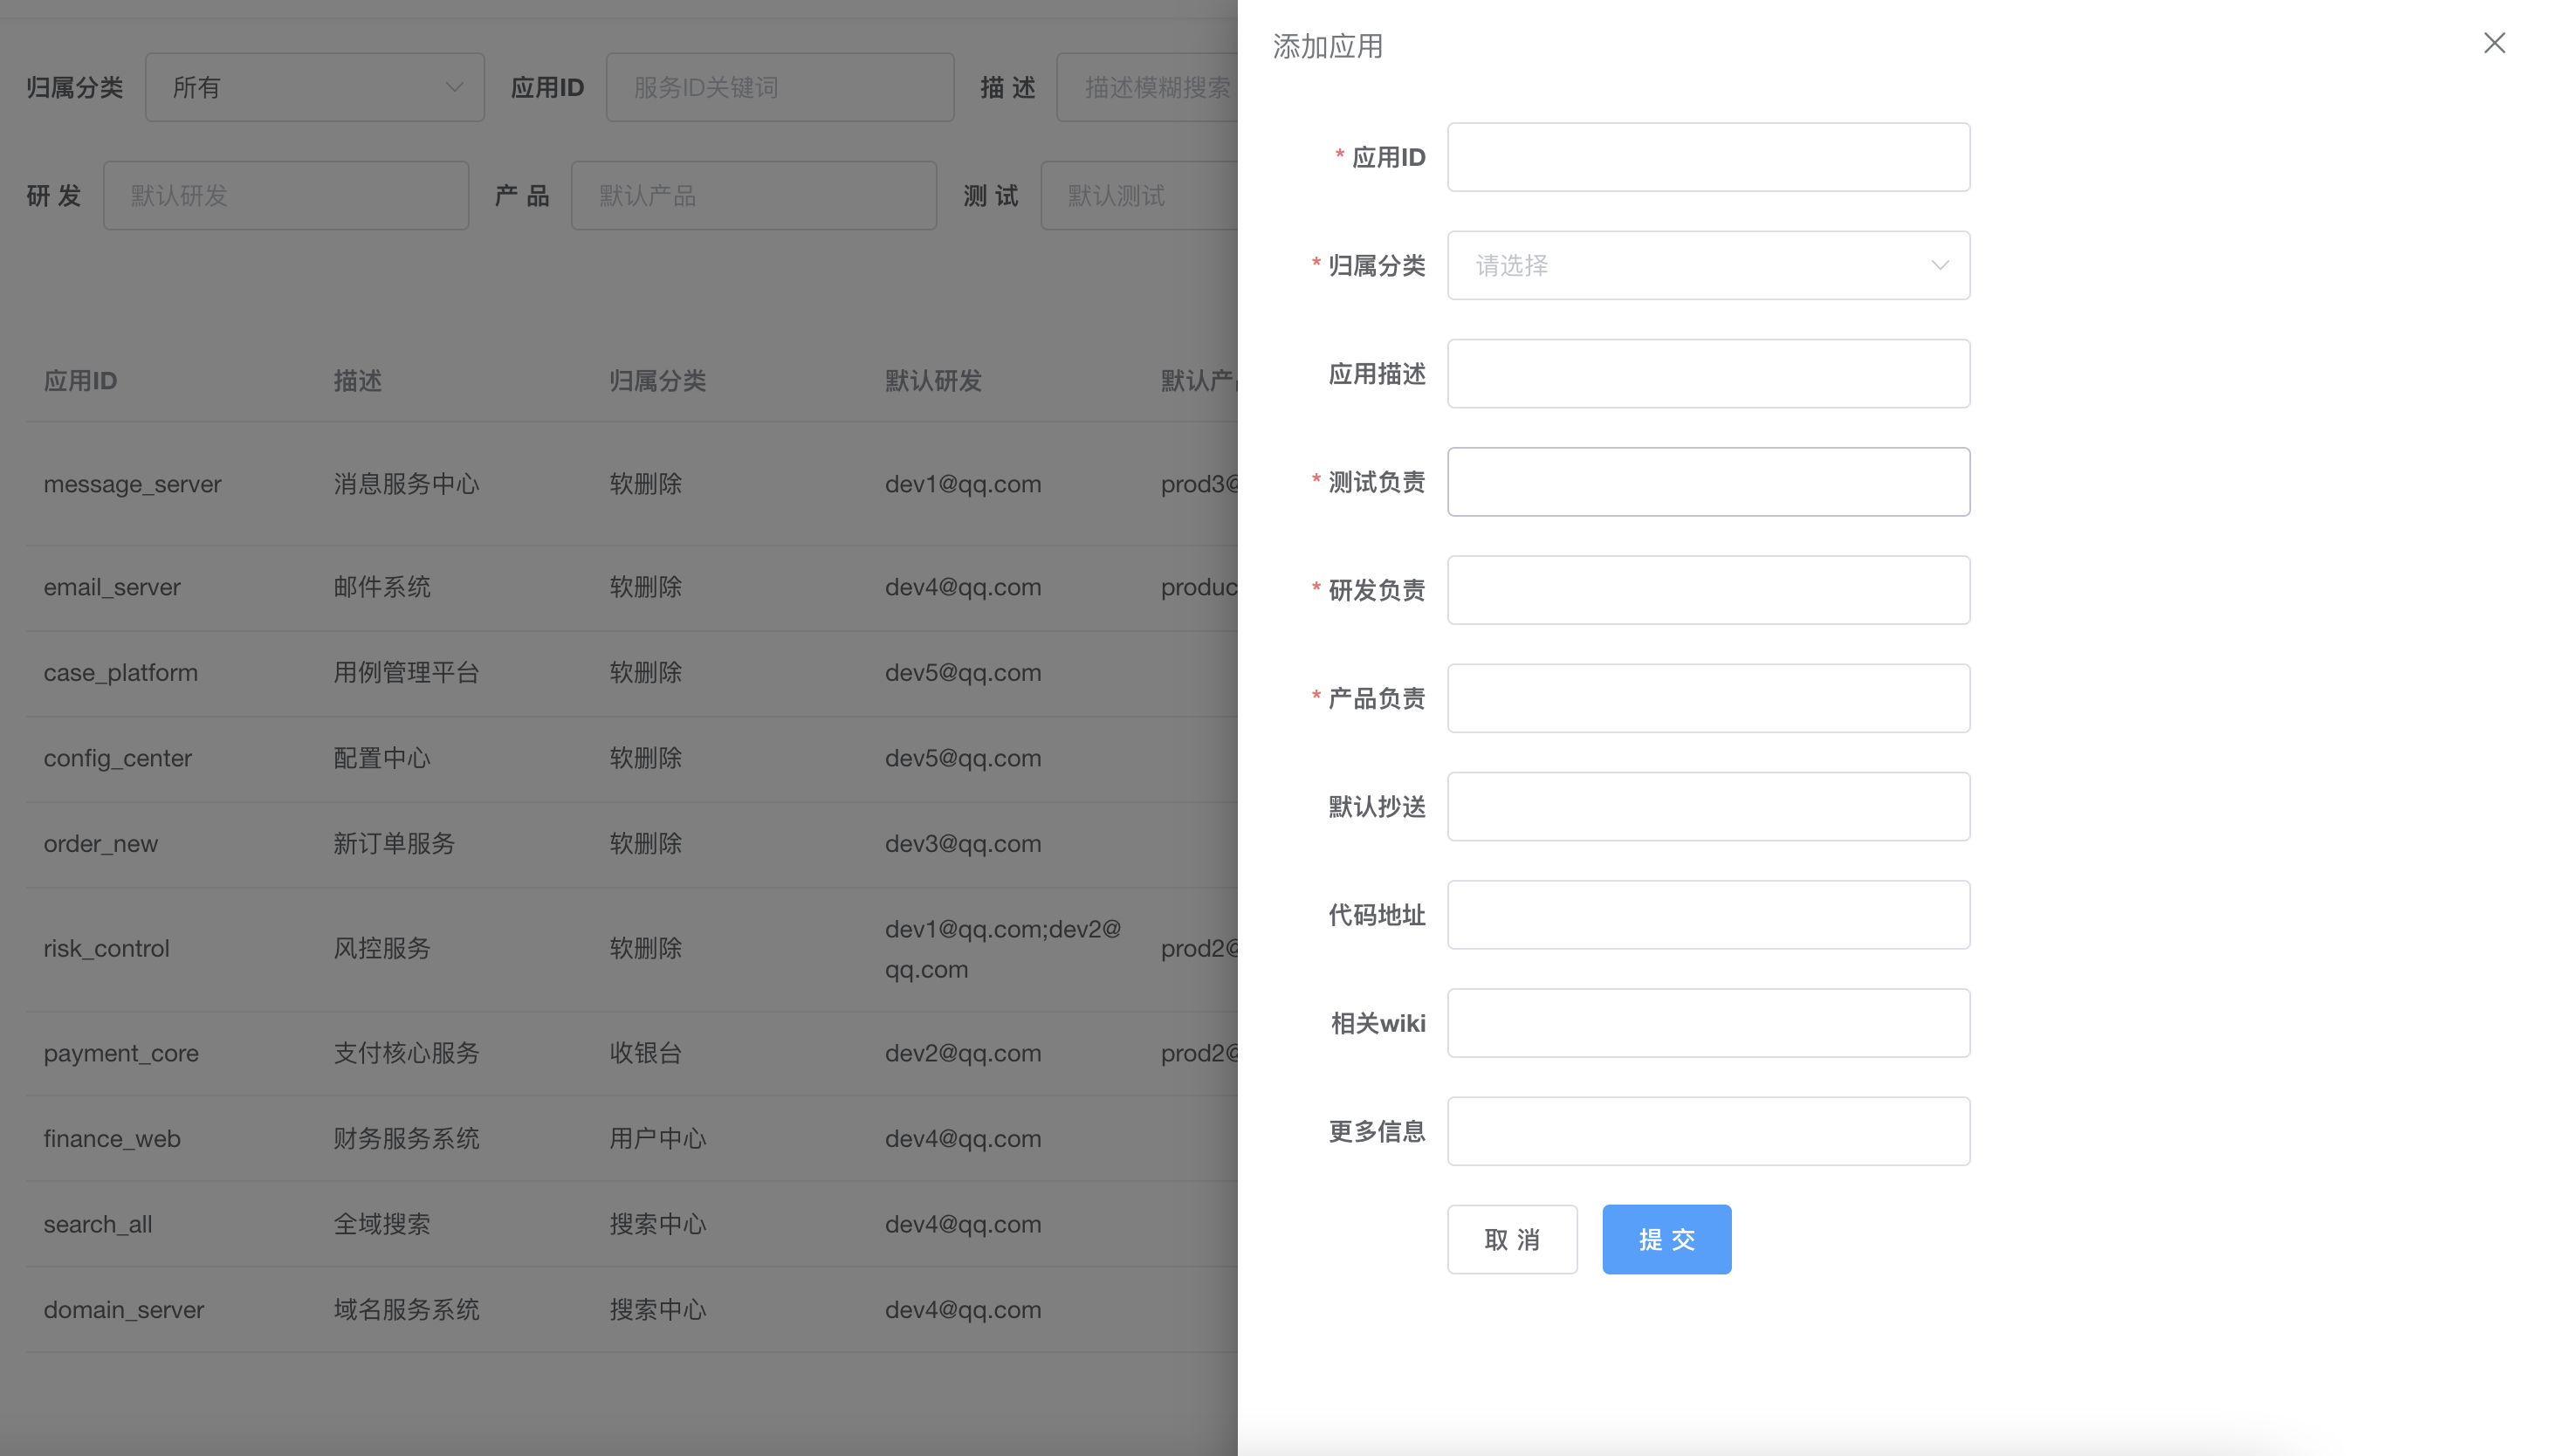 归属分类 所有 应用ID 服务ID关键词 描 述 描述模糊搜索
研 发 默认研发 产 品 默认产品 测 试 默认测试
应用ID 描述 归属分类 默认研发 默认产
message_server 消息服务中心 软删除 dev1@qq.com prod3@
email_server 邮件系统 软删除 dev4@qq.com produc
case_platform 用例管理平台 软删除 dev5@qq.com
config_center 配置中心 软删除 dev5@qq.com
order_new 新订单服务 软删除 dev3@qq.com
risk_control 风控服务 软删除 dev1@qq.com;dev2@ prod2@
qq.com
payment_core 支付核心服务 收银台 dev2@qq.com prod2@
finance_web 财务服务系统 用户中心 dev4@qq.com
search_all 全域搜索 搜索中心 dev4@qq.com
domain_server 域名服务系统 搜索中心 dev4@qq.com
添加应用
* 应用ID
* 归属分类 请选择
应用描述
* 测试负责
* 研发负责
* 产品负责
默认抄送
代码地址
相关wiki
更多信息
取 消 提 交